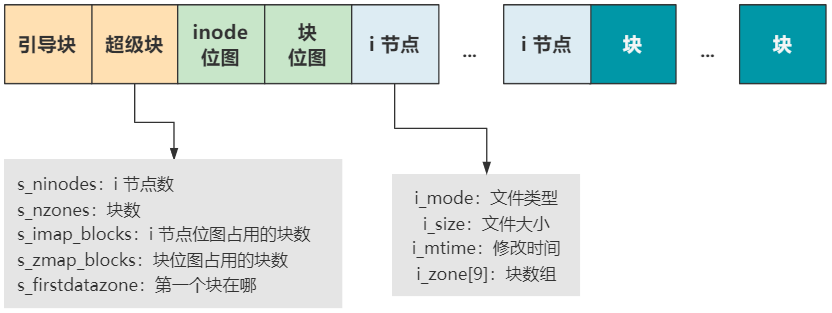 引导块
超级块
inode
位图
块
位图
i 节点
...
i 节点
块
...
块
s_ninodes：i 节点数
s_nzones：块数
s_imap_blocks：i 节点位图占用的块数
s_zmap_blocks：块位图占用的块数
s_firstdatazone：第一个块在哪
i_mode：文件类型
i_size：文件大小
i_mtime：修改时间
i_zone[9]：块数组